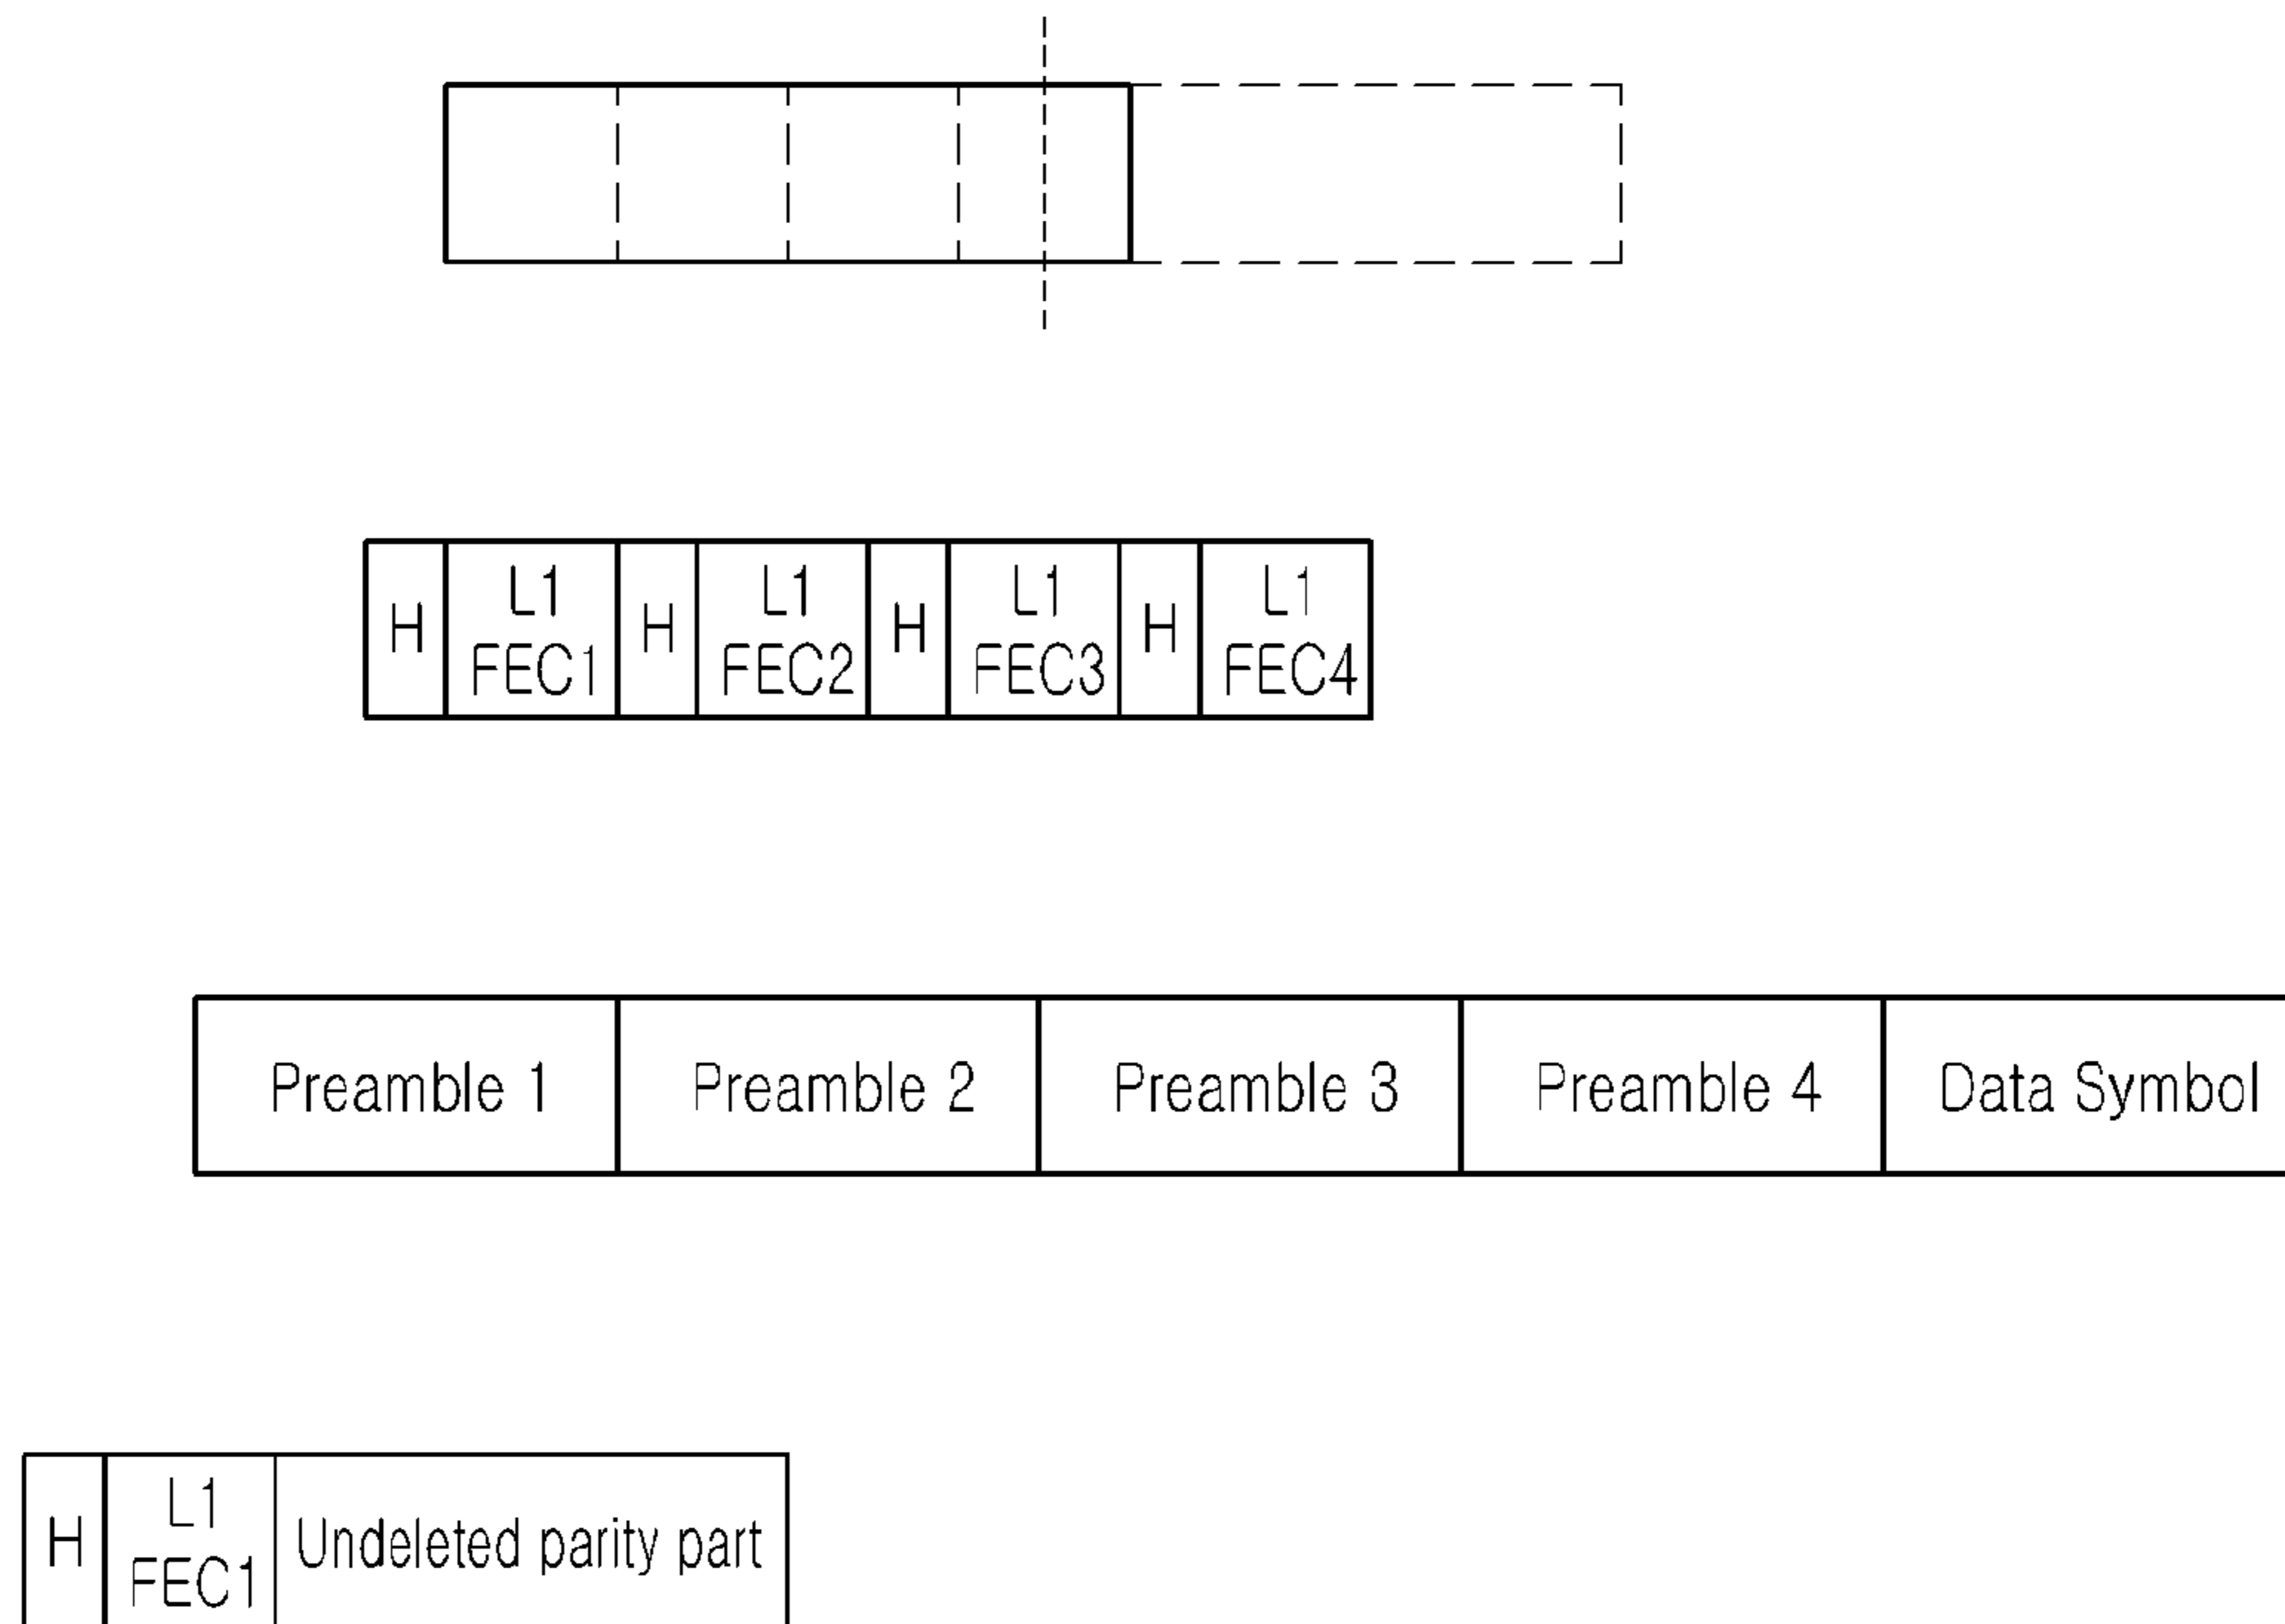 H L1 FEC1 H L1 FEC2 H L1 FEC3 H L1 FEC4
Preamble 1 Preamble 2 Preamble 3 Preamble 4 Data Symbol
H L1 FEC1 Undeleted parity part